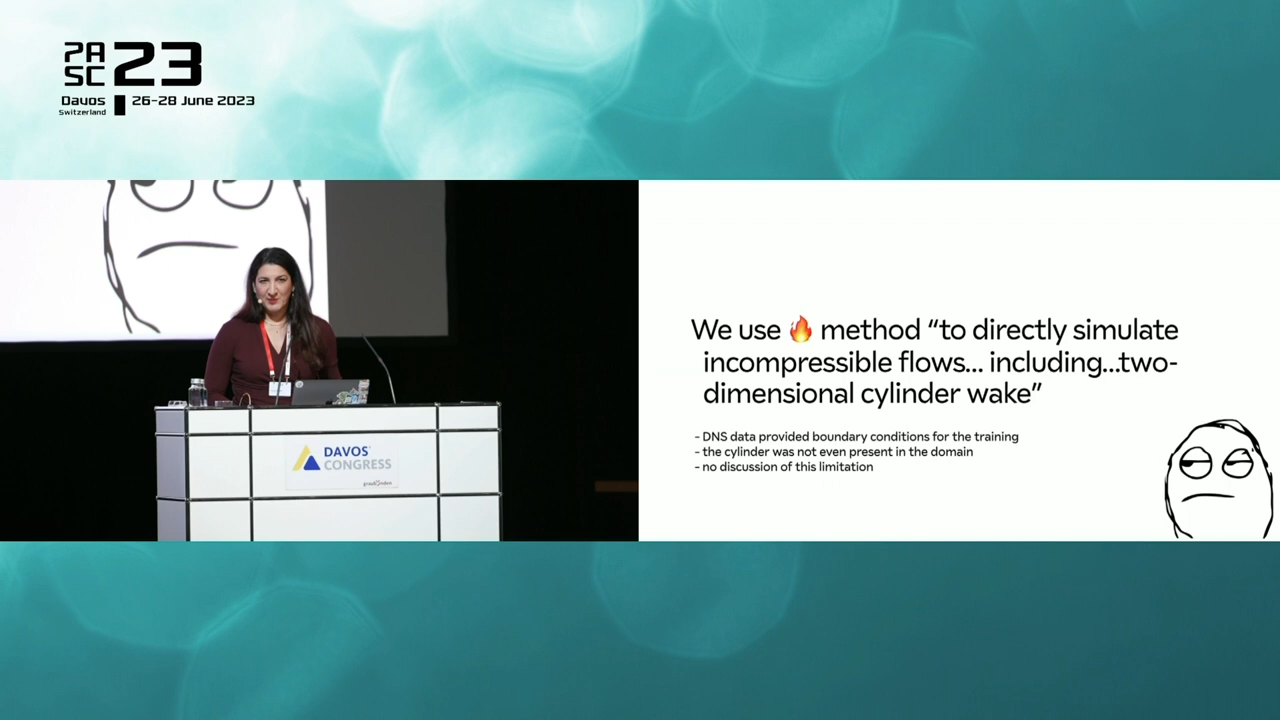 PA
SC 23
Davos
Switzerland
26-28 June 2023
DAVOS
CONGRESS
We use 🔥 method “to directly simulate
incompressible flows... including...two-
dimensional cylinder wake”
- DNS data provided boundary conditions for the training
- the cylinder was not even present in the domain
- no discussion of this limitation